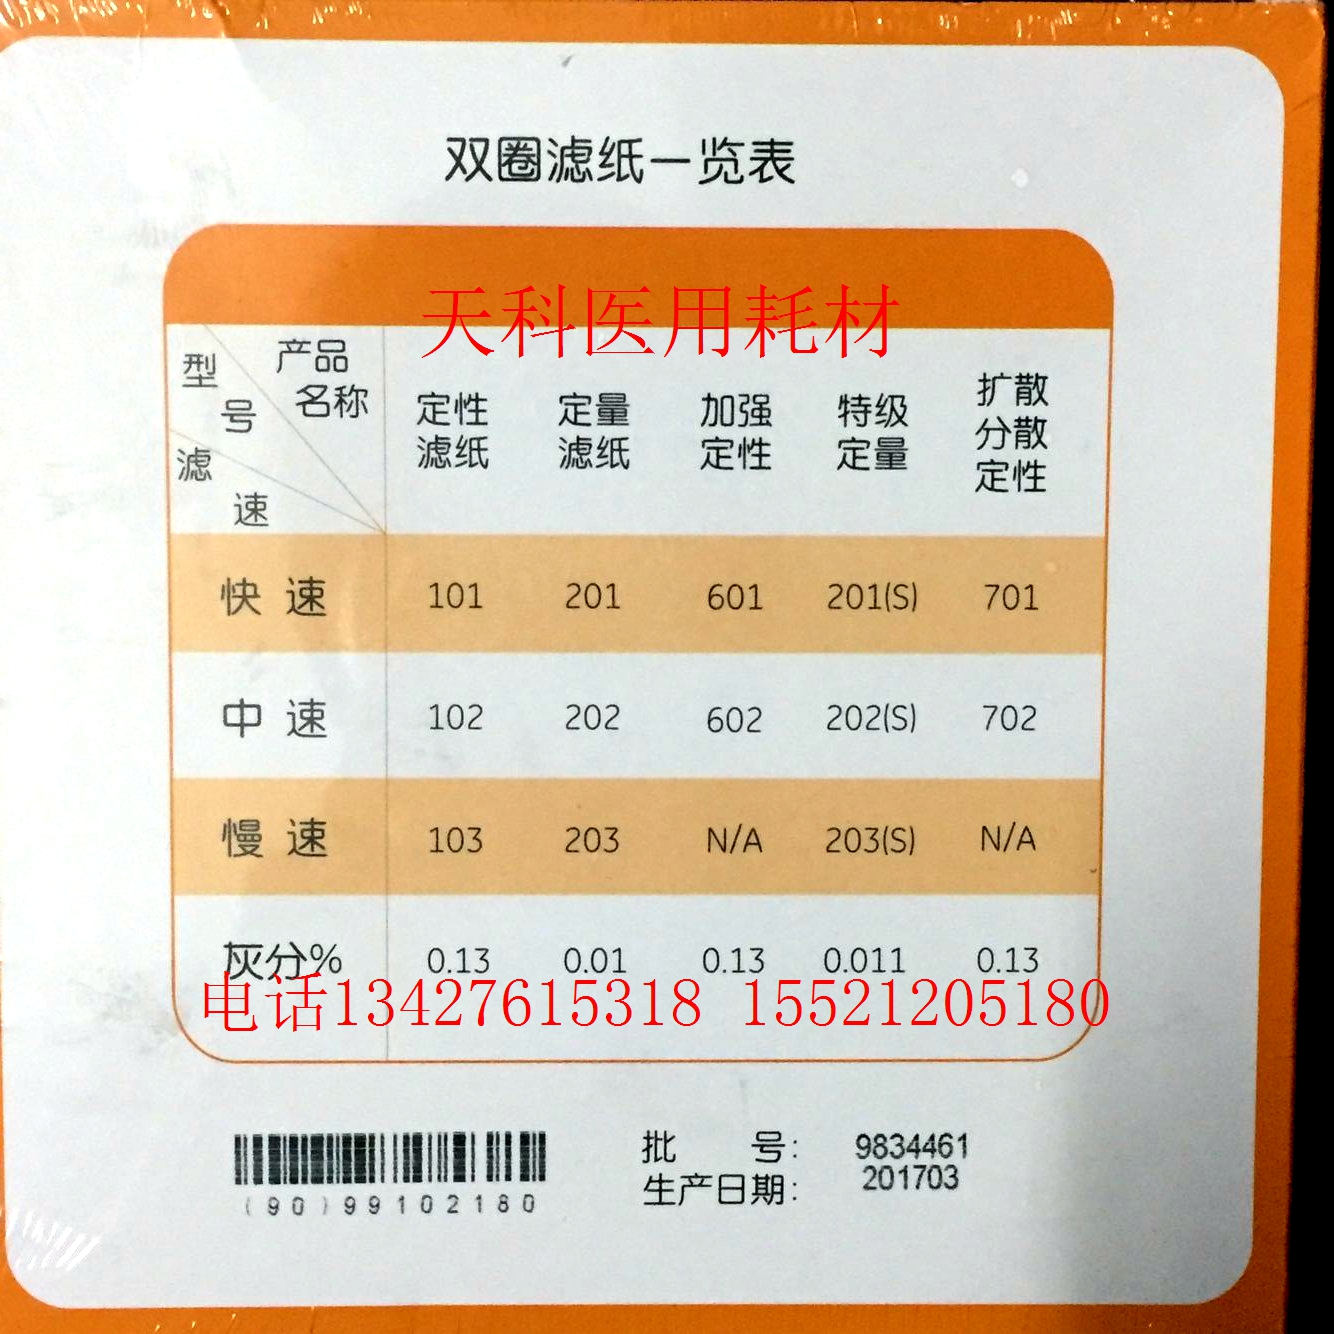 双圈滤纸一览表
天科医用耗材
型号 产品名称
滤速
定性滤纸 定量滤纸 加强定性 特级定量 扩散分散定性
快速 101 201 601 201(S) 701
中速 102 202 602 202(S) 702
慢速 103 203 N/A 203(S) N/A
灰分% 0.13 0.01 0.13 0.011 0.13
电话13427615318 15521205180
(90)99102180
批 号: 9834461
生产日期: 201703